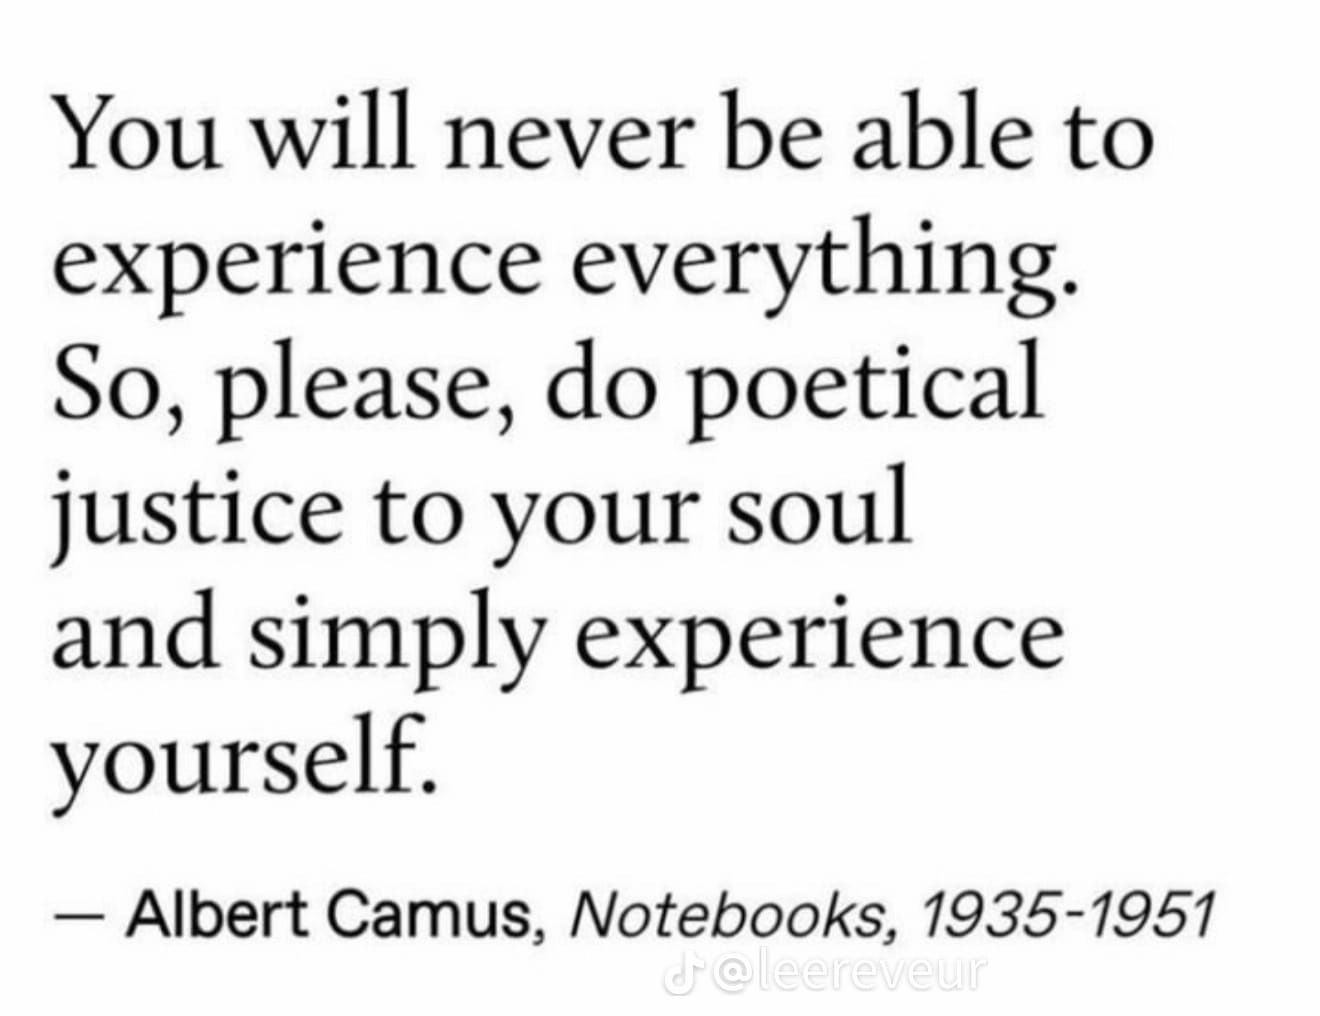 You will never be able to
experience everything.
So, please, do poetical
justice to your soul
and simply experience
yourself.
— Albert Camus, Notebooks, 1935-1951
@leereveur